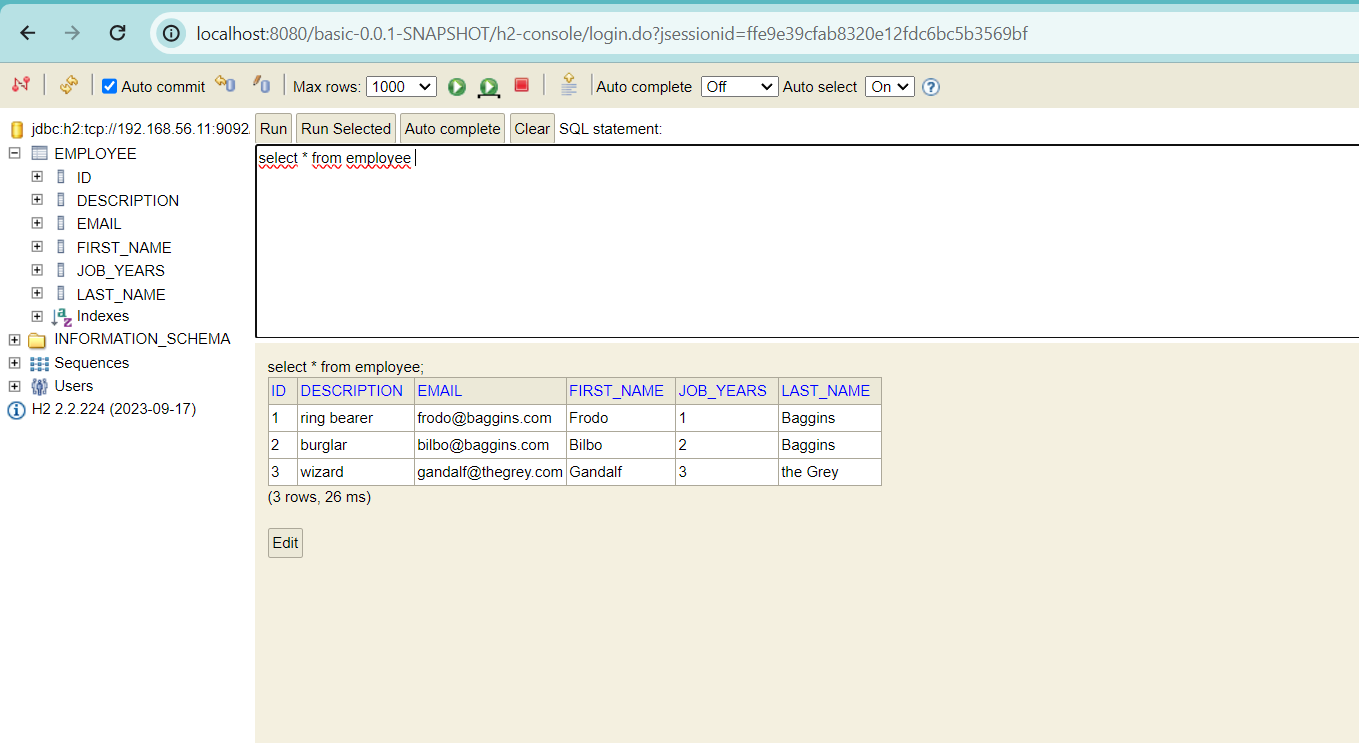 localhost:8080/basic-0.0.1-SNAPSHOT/h2-console/login.do?jsessionid=ffe9e39cfab8320e12fdc6bc5b3569bf
Auto commit Max rows: 1000 Auto complete Off Auto select On
jdbc:h2:tcp://192.168.56.11:9092
EMPLOYEE
ID
DESCRIPTION
EMAIL
FIRST_NAME
JOB_YEARS
LAST_NAME
Indexes
INFORMATION_SCHEMA
Sequences
Users
H2 2.2.224 (2023-09-17)
Run Run Selected Auto complete Clear SQL statement:
select * from employee
select * from employee;
ID DESCRIPTION EMAIL FIRST_NAME JOB_YEARS LAST_NAME
1 ring bearer frodo@baggins.com Frodo 1 Baggins
2 burglar bilbo@baggins.com Bilbo 2 Baggins
3 wizard gandalf@thegrey.com Gandalf 3 the Grey
(3 rows, 26 ms)
Edit